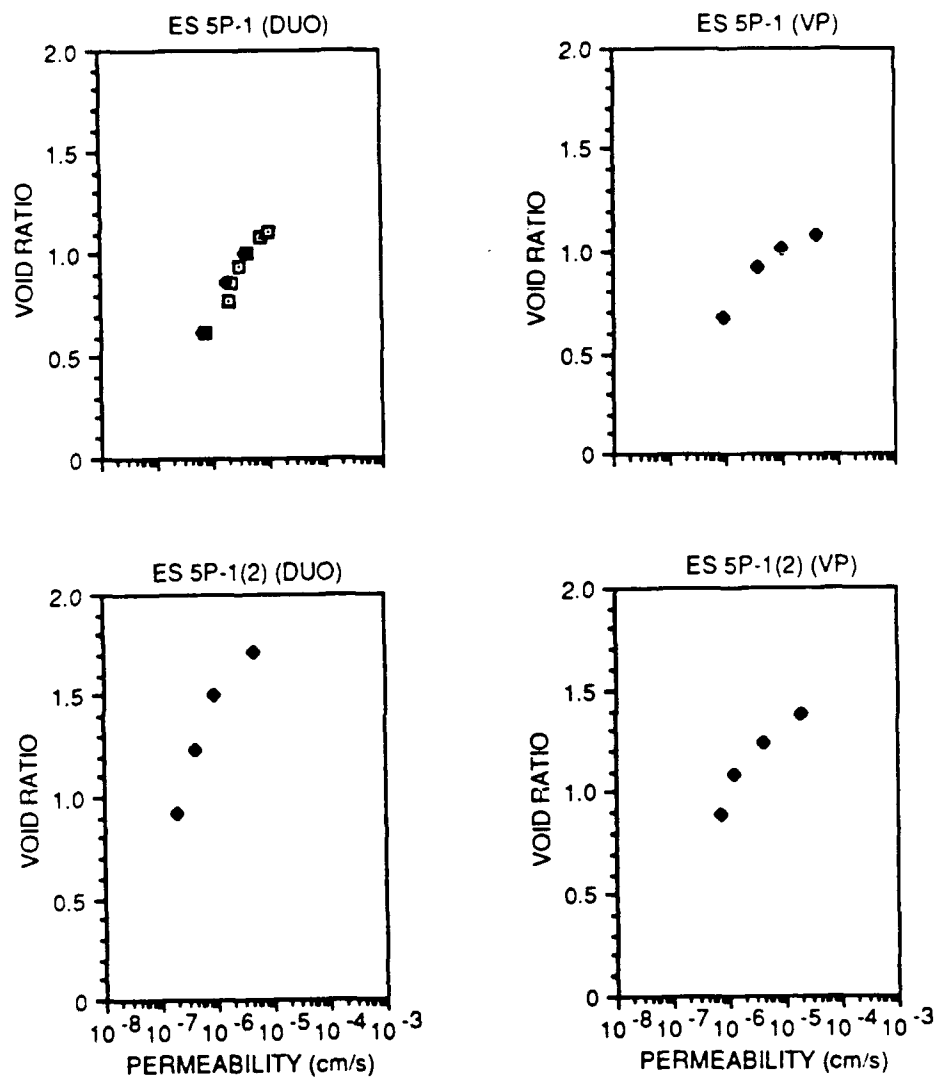 ES 5P-1 (DUO)
2.0
1.5
1.0
0.5
0
VOID RATIO
ES 5P-1 (VP)
2.0
1.5
1.0
0.5
0
VOID RATIO
ES 5P-1(2) (DUO)
2.0
1.5
1.0
0.5
0
VOID RATIO
10⁻⁸ 10⁻⁷ 10⁻⁶ 10⁻⁵ 10⁻⁴ 10⁻³
PERMEABILITY (cm/s)
ES 5P-1(2) (VP)
2.0
1.5
1.0
0.5
0
VOID RATIO
10⁻⁸ 10⁻⁷ 10⁻⁶ 10⁻⁵ 10⁻⁴ 10⁻³
PERMEABILITY (cm/s)